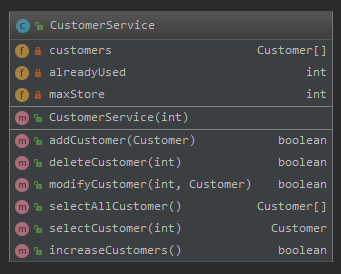 CustomerService
customers Customer[]
alreadyUsed int
maxStore int
CustomerService(int)
addCustomer(Customer) boolean
deleteCustomer(int) boolean
modifyCustomer(int, Customer) boolean
selectAllCustomer() Customer[]
selectCustomer(int) Customer
increaseCustomers() boolean